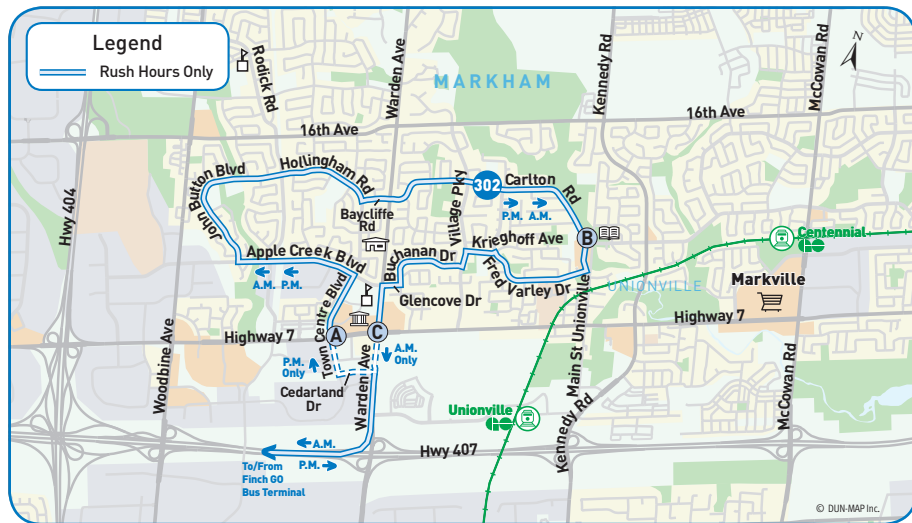 Legend
Rush Hours Only
Rodick Rd
Warden Ave
Kennedy Rd
McCowan Rd
N
MARKHAM
16th Ave
16th Ave
Hwy 404
John Button Blvd
Hollingham Rd
Baycliffe
Rd
Village Pky
302
Carlton
Rd
P.M. A.M.
B
Krieghoff Ave
Buchanan Dr
Fred
Varley Dr
Glencove Dr
Apple Creek Blvd
A.M. P.M.
Town Centre Blvd
Centennial
GO
Markville
UNIONVILLE
Main St Unionville
Highway 7
Highway 7
A
C
P.M.
Only
A.M.
Only
Cedarland
Dr
Warden Ave
Woodbine Ave
Unionville
GO
Kennedy Rd
McCowan Rd
Hwy 407
A.M.
P.M.
To/From
Finch GO
Bus Terminal
© DUN-MAP Inc.